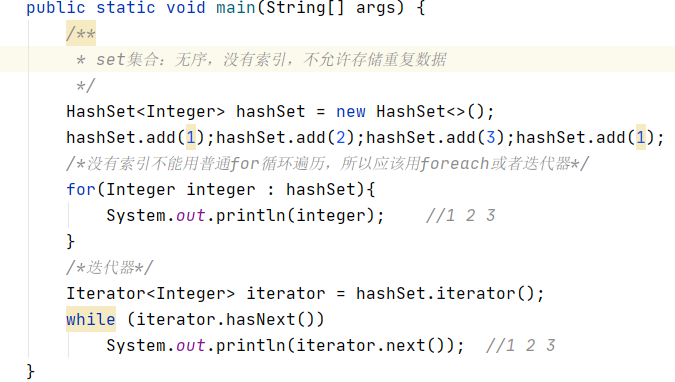 public static void main(String[] args) {
/**
* set集合：无序，没有索引，不允许存储重复数据
*/
HashSet<Integer> hashSet = new HashSet<>();
hashSet.add(1);hashSet.add(2);hashSet.add(3);hashSet.add(1);
/*没有索引不能用普通for循环遍历，所以应该用foreach或者迭代器*/
for(Integer integer : hashSet){
System.out.println(integer);    //1 2 3
}
/*迭代器*/
Iterator<Integer> iterator = hashSet.iterator();
while (iterator.hasNext())
System.out.println(iterator.next());  //1 2 3
}